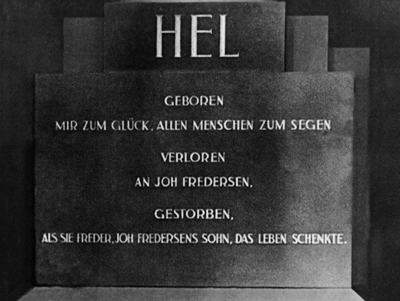 HEL
GEBOREN
MIR ZUM GLÜCK, ALLEN MENSCHEN ZUM SEGEN
VERLOREN
AN JOH FREDERSEN,
GESTORBEN,
ALS SIE FREDER, JOH FREDERSENS SOHN, DAS LEBEN SCHENKTE.